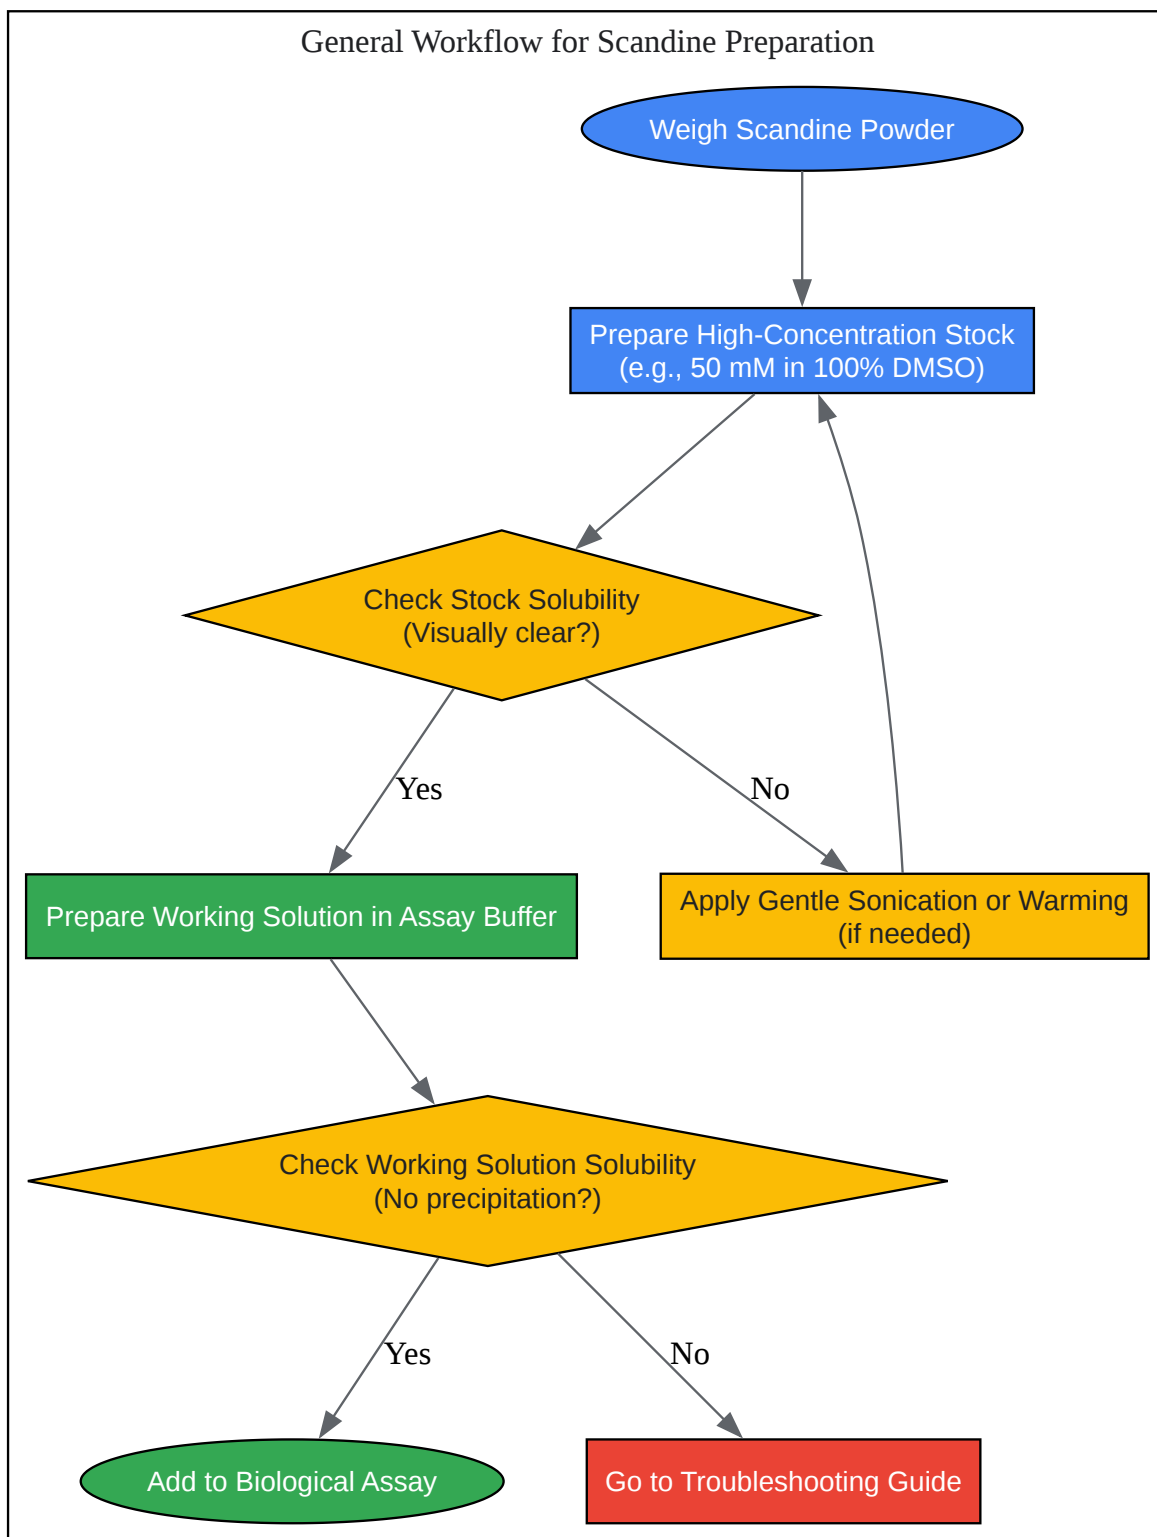 General Workflow for Scandine Preparation
Weigh Scandine Powder
Prepare High-Concentration Stock
(e.g., 50 mM in 100% DMSO)
Check Stock Solubility
(Visually clear?)
Yes
No
Prepare Working Solution in Assay Buffer
Apply Gentle Sonication or Warming
(if needed)
Check Working Solution Solubility
(No precipitation?)
Yes
No
Add to Biological Assay
Go to Troubleshooting Guide